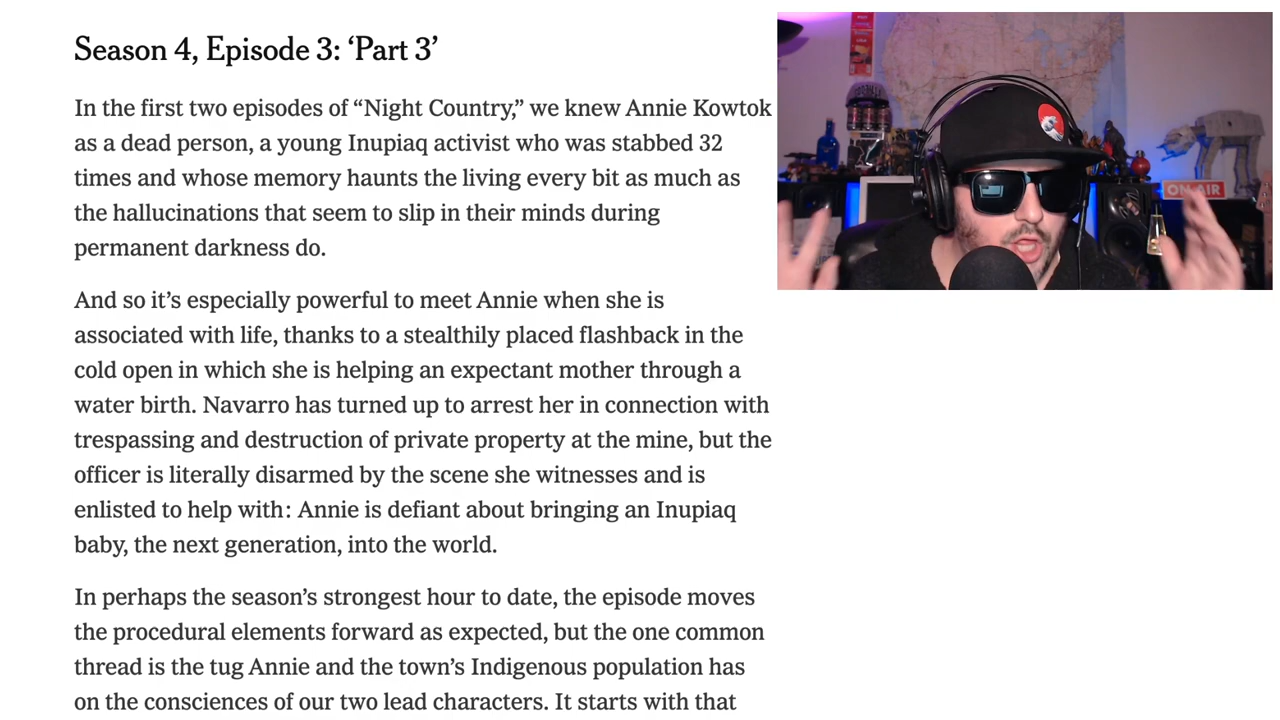 Season 4, Episode 3: ‘Part 3’
In the first two episodes of “Night Country,” we knew Annie Kowtok
as a dead person, a young Inupiaq activist who was stabbed 32
times and whose memory haunts the living every bit as much as
the hallucinations that seem to slip in their minds during
permanent darkness do.
And so it’s especially powerful to meet Annie when she is
associated with life, thanks to a stealthily placed flashback in the
cold open in which she is helping an expectant mother through a
water birth. Navarro has turned up to arrest her in connection with
trespassing and destruction of private property at the mine, but the
officer is literally disarmed by the scene she witnesses and is
enlisted to help with: Annie is defiant about bringing an Inupiaq
baby, the next generation, into the world.
In perhaps the season’s strongest hour to date, the episode moves
the procedural elements forward as expected, but the one common
thread is the tug Annie and the town’s Indigenous population has
on the consciences of our two lead characters. It starts with that
ON AIR